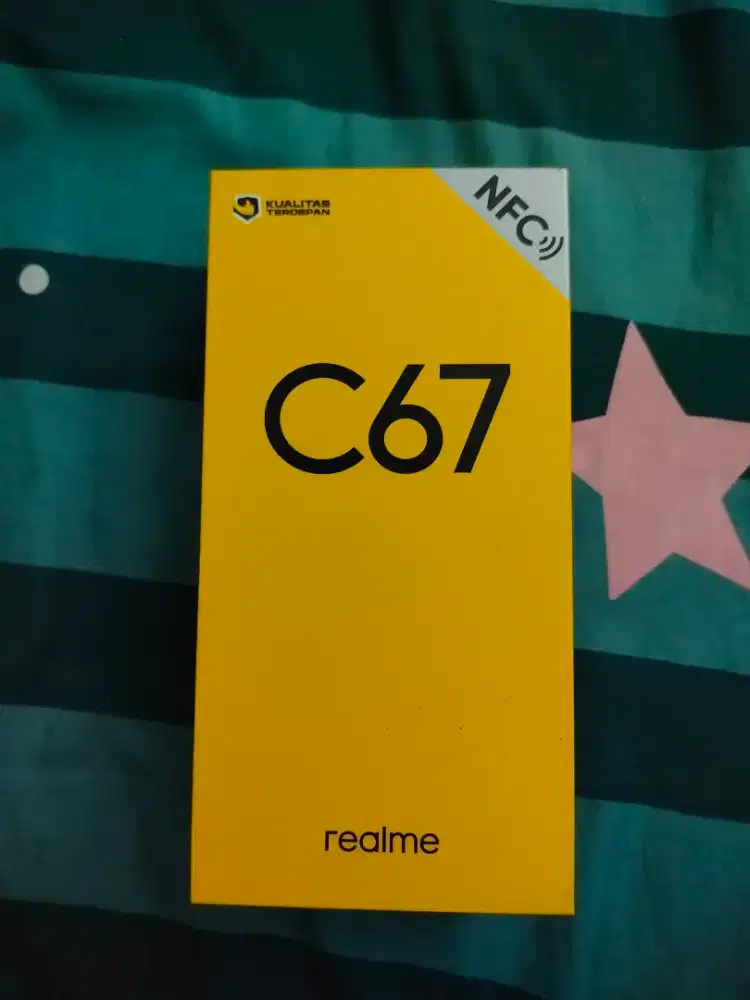 KUALITAS
TERDEPAN
NFC
C67
realme